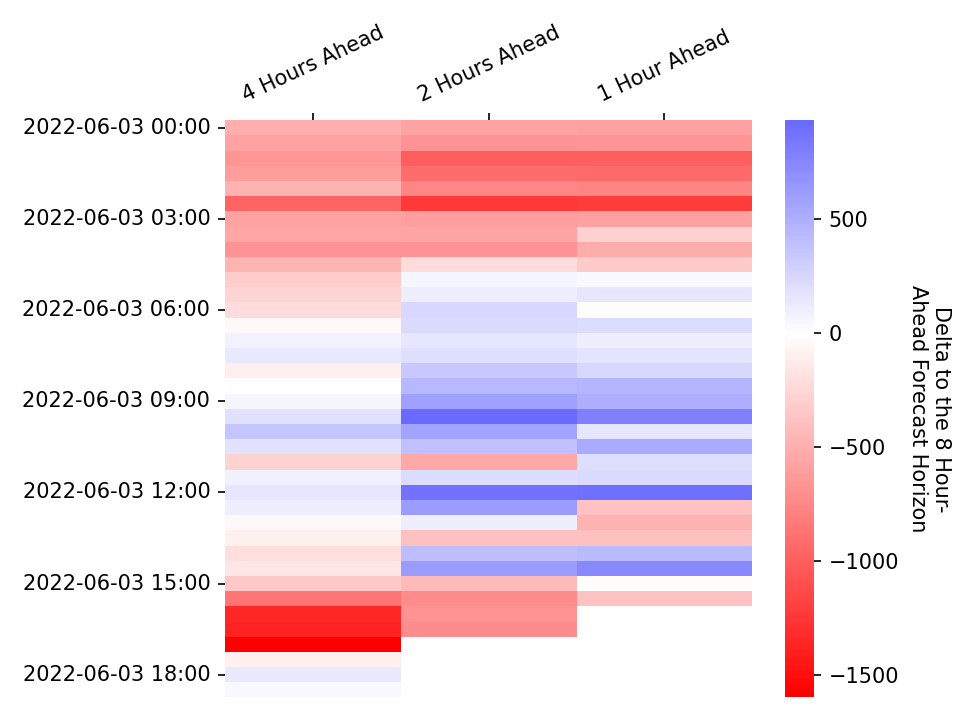 4 Hours Ahead
2 Hours Ahead
1 Hour Ahead
2022-06-03 00:00
2022-06-03 03:00
2022-06-03 06:00
2022-06-03 09:00
2022-06-03 12:00
2022-06-03 15:00
2022-06-03 18:00
500
0
−500
−1000
−1500
Delta to the 8 Hour-
Ahead Forecast Horizon